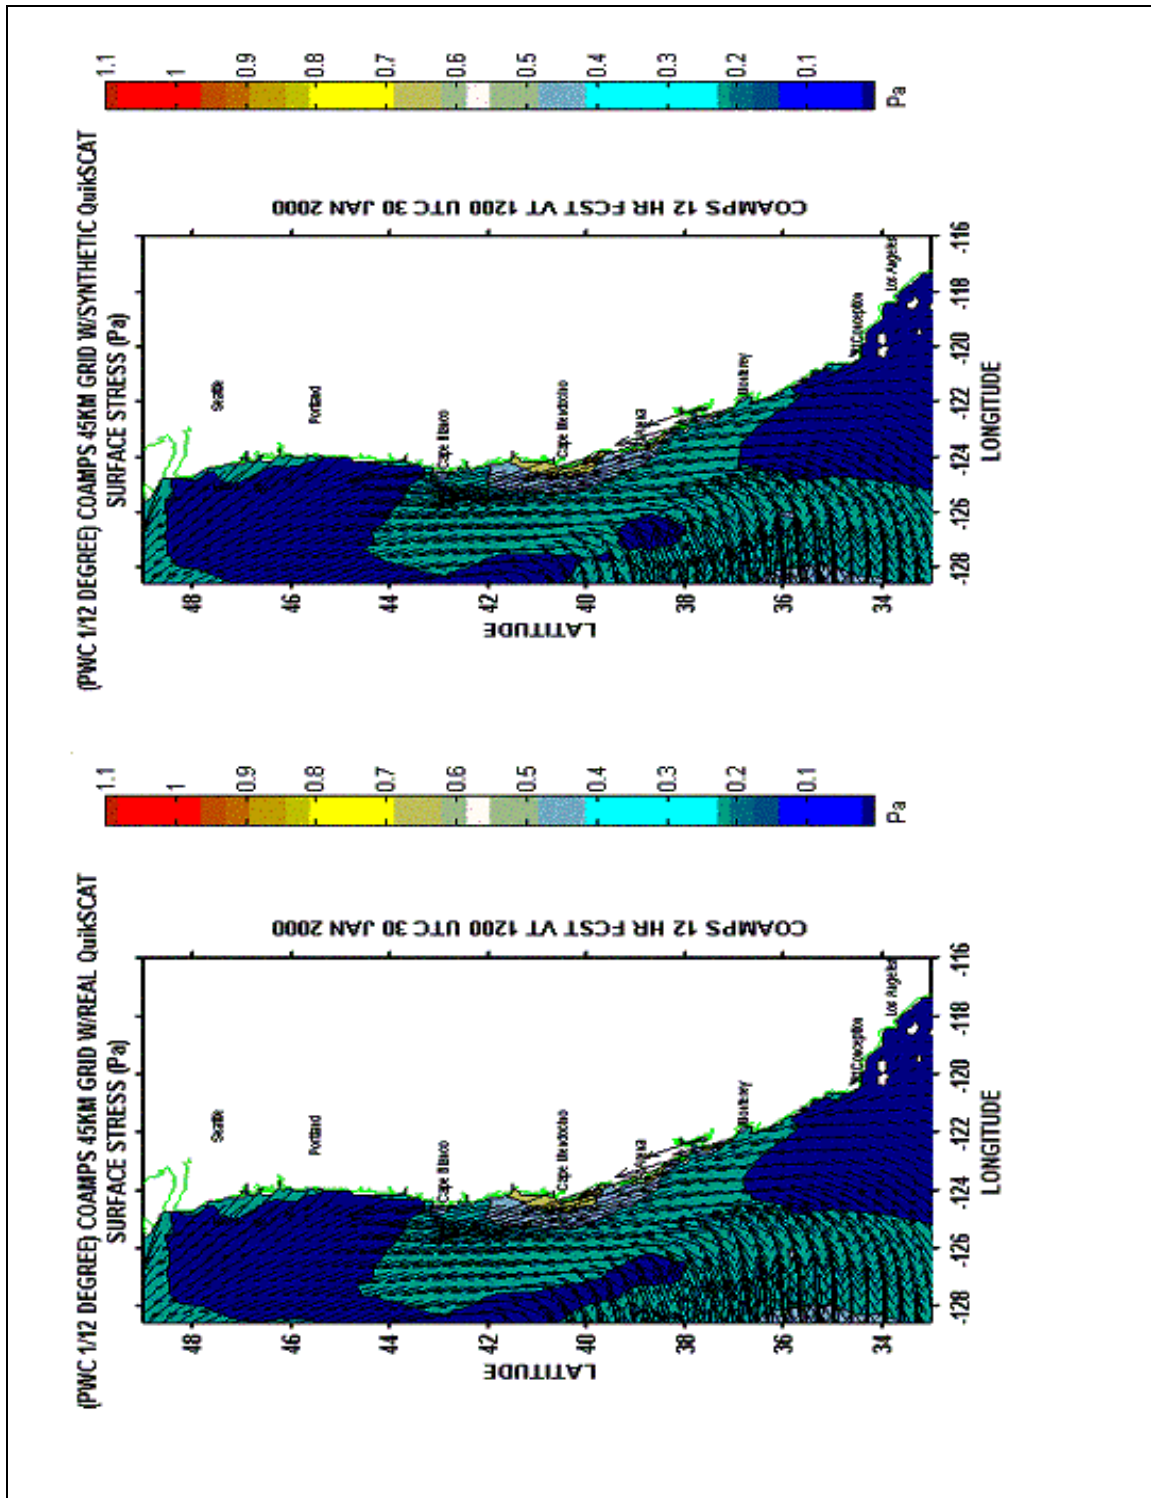 (PWC 1/12 DEGREE) COAMPS 45KM GRID W/REAL QuikSCAT
SURFACE STRESS (Pa)
LATITUDE
48
46
44
42
40
38
36
34
Seattle
Portland
Cape Blanco
Cape Mendocino
Arena
Monterey
Pt Conception
Los Angeles
-128
-126
-124
-122
-120
-118
-116
LONGITUDE
COAMPS 12 HR FCST VT 1200 UTC 30 JAN 2000
1.1
1
0.9
0.8
0.7
0.6
0.5
0.4
0.3
0.2
0.1
Pa
(PWC 1/12 DEGREE) COAMPS 45KM GRID W/SYNTHETIC QuikSCAT
SURFACE STRESS (Pa)
LATITUDE
48
46
44
42
40
38
36
34
Seattle
Portland
Cape Blanco
Cape Mendocino
Arena
Monterey
Pt Conception
Los Angeles
-128
-126
-124
-122
-120
-118
-116
LONGITUDE
COAMPS 12 HR FCST VT 1200 UTC 30 JAN 2000
1.1
1
0.9
0.8
0.7
0.6
0.5
0.4
0.3
0.2
0.1
Pa